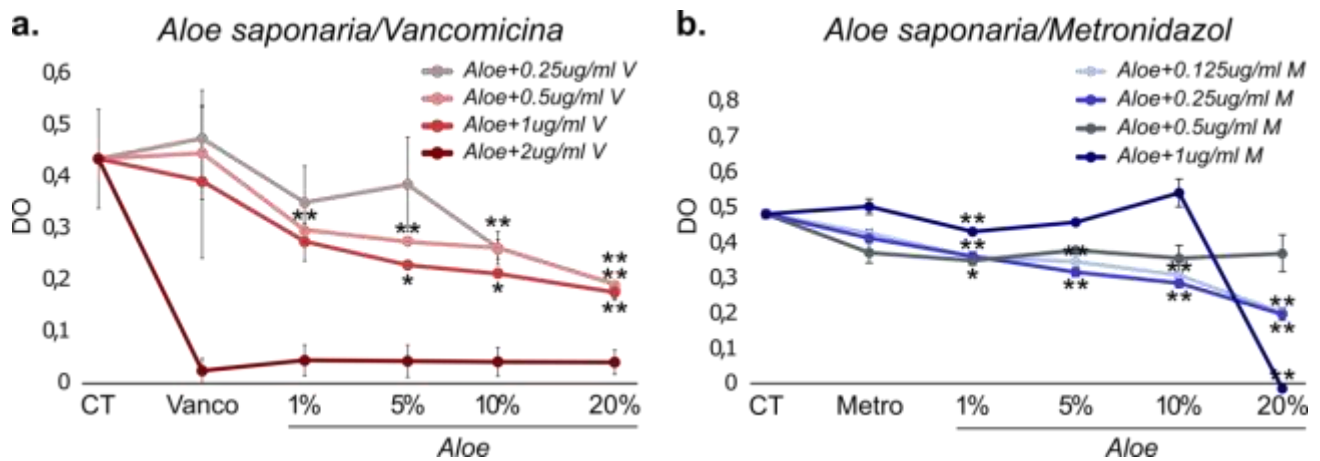 a.
Aloe saponaria/Vancomicina
Aloe+0.25ug/ml V
Aloe+0.5ug/ml V
Aloe+1ug/ml V
Aloe+2ug/ml V
DO
0,6
0,5
0,4
0,3
0,2
0,1
0
** ** **
* *
**
**
**
CT Vanco 1% 5% 10% 20%
Aloe
b.
Aloe saponaria/Metronidazol
Aloe+0.125ug/ml M
Aloe+0.25ug/ml M
Aloe+0.5ug/ml M
Aloe+1ug/ml M
DO
0,8
0,7
0,6
0,5
0,4
0,3
0,2
0,1
0
**
** ** **
* ** **
**
**
**
CT Metro 1% 5% 10% 20%
Aloe